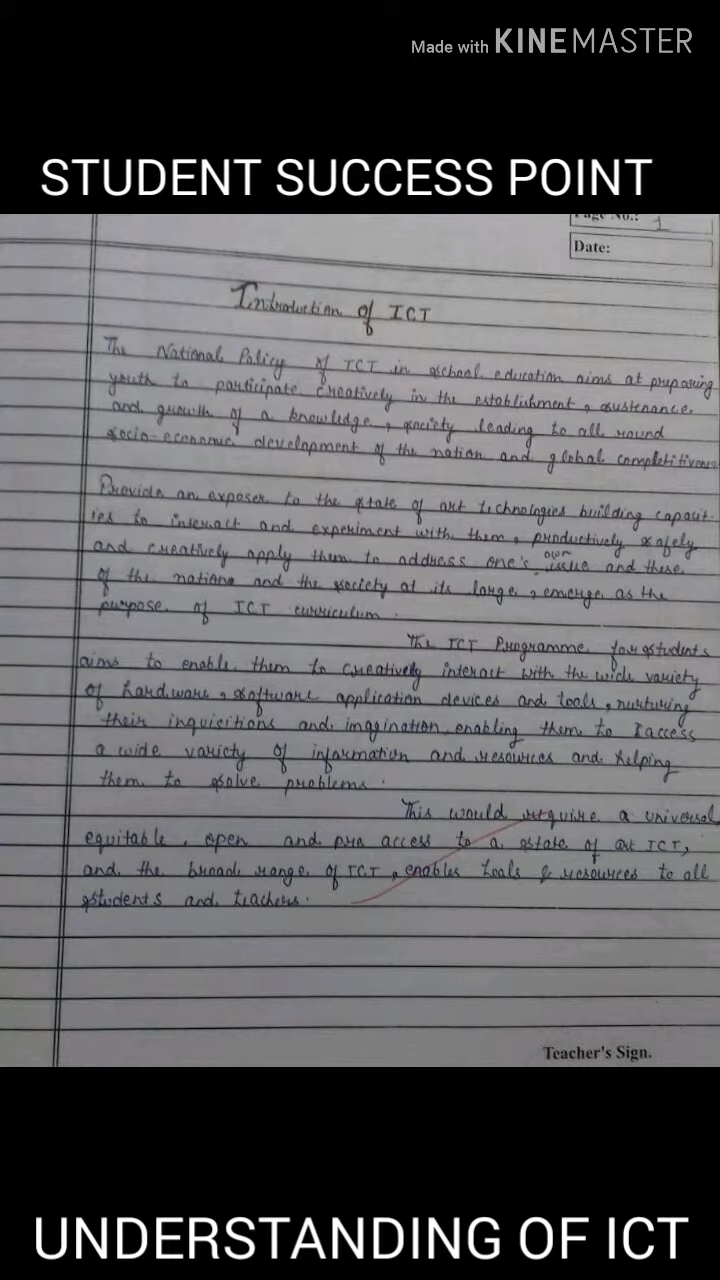 Made with KINEMASTER
STUDENT SUCCESS POINT
Page No.: 1
Date:
Introduction of ICT
The National Policy of ICT in school education aims at preparing
youth to participate creatively in the establishment, sustenance
and growth of a knowledge, society leading to all round
socio-economic development of the nation and global completitivens
Provide an exposer to the state of art technologies building capacit-
ies to interact and experiment with them, productively safely
and creatively apply them to address one's own issue and these
of the nations and the society at its large, emerge as the
purpose of ICT curriculum.
The ICT Programme for students
aims to enable them to creatively interact with the wide variety
of hardware, software application devices and tools, nurturing
their inquisitions and imagination, enabling them to access
a wide variety of information and resources and helping
them to solve problems.
This would require a universal
equitable, open and pra access to a state of art ICT,
and the broad range of ICT, enables tools & resources to all
students and teachers.
Teacher's Sign.
UNDERSTANDING OF ICT